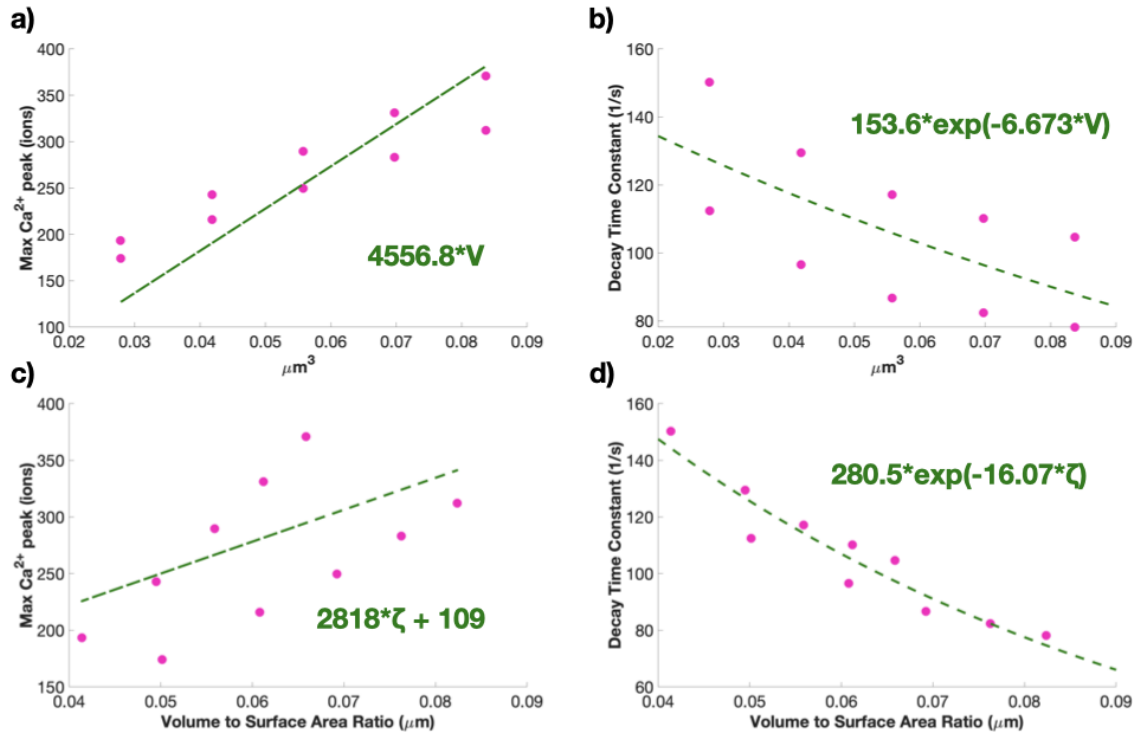 a)
400
350
300
250
200
150
100
Max Ca2+ peak (ions)
4556.8*V
0.02 0.03 0.04 0.05 0.06 0.07 0.08 0.09
μm3
b)
160
140
120
100
80
Decay Time Constant (1/s)
153.6*exp(-6.673*V)
0.02 0.03 0.04 0.05 0.06 0.07 0.08 0.09
μm3
c)
400
350
300
250
200
150
Max Ca2+ peak (ions)
2818*ζ + 109
0.04 0.05 0.06 0.07 0.08 0.09
Volume to Surface Area Ratio (μm)
d)
160
140
120
100
80
60
Decay Time Constant (1/s)
280.5*exp(-16.07*ζ)
0.04 0.05 0.06 0.07 0.08 0.09
Volume to Surface Area Ratio (μm)